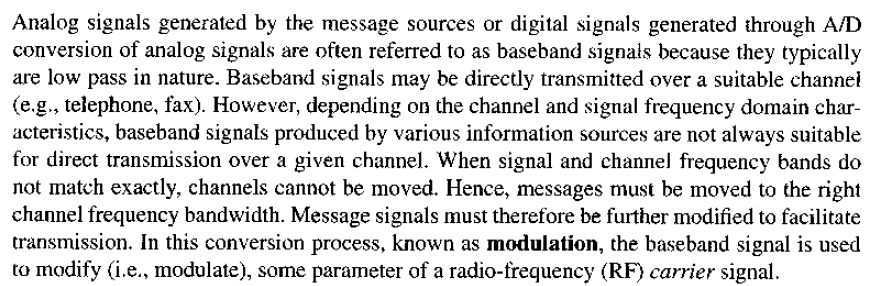 Analog signals generated by the message sources or digital signals generated through A/D
conversion of analog signals are often referred to as baseband signals because they typically
are low pass in nature. Baseband signals may be directly transmitted over a suitable channel
(e.g., telephone, fax). However, depending on the channel and signal frequency domain char-
acteristics, baseband signals produced by various information sources are not always suitable
for direct transmission over a given channel. When signal and channel frequency bands do
not match exactly, channels cannot be moved. Hence, messages must be moved to the right
channel frequency bandwidth. Message signals must therefore be further modified to facilitate
transmission. In this conversion process, known as modulation, the baseband signal is used
to modify (i.e., modulate), some parameter of a radio-frequency (RF) carrier signal.